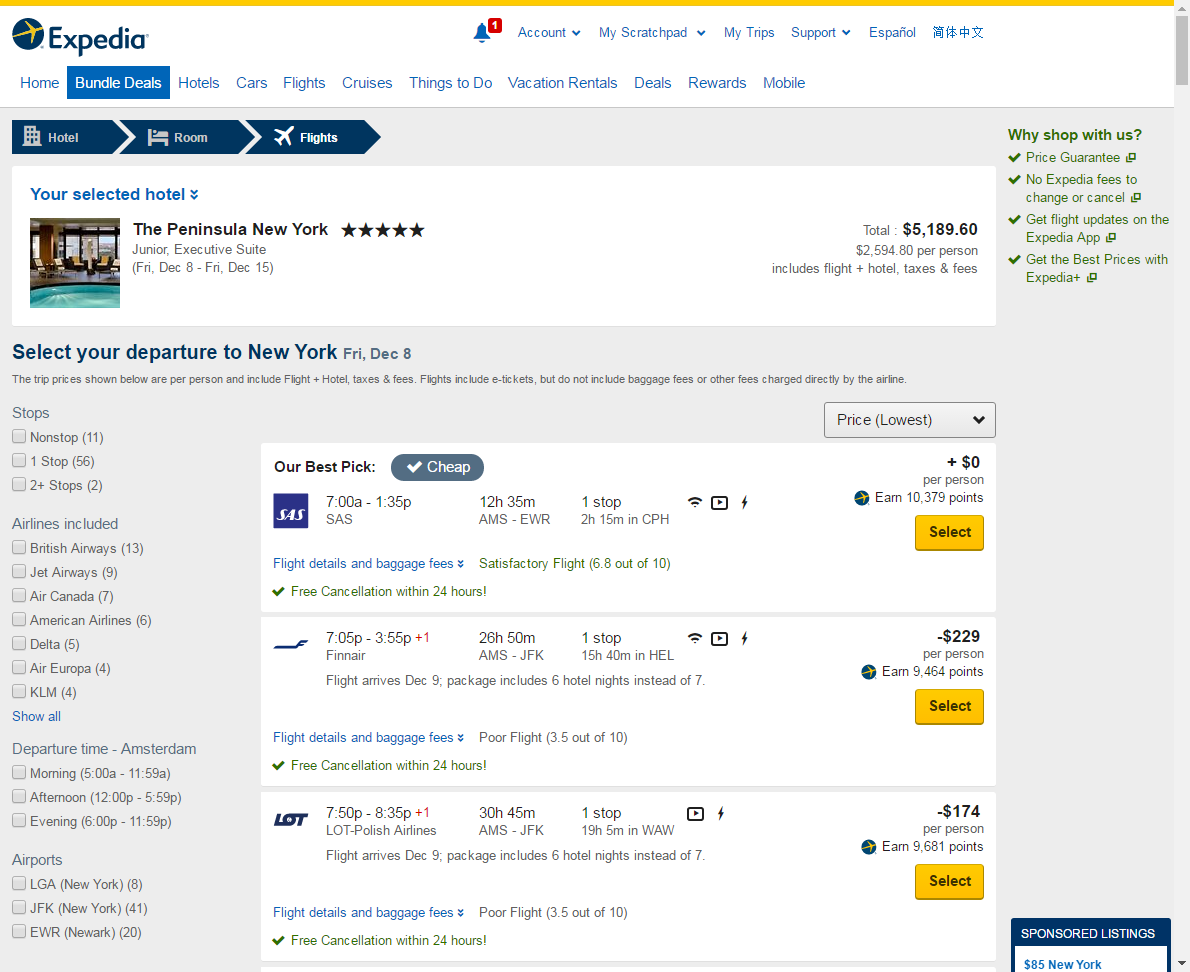 Expedia
1
Account
My Scratchpad
My Trips
Support
Español
简体中文
Home
Bundle Deals
Hotels
Cars
Flights
Cruises
Things to Do
Vacation Rentals
Deals
Rewards
Mobile
Hotel
Room
Flights
Why shop with us?
Price Guarantee
No Expedia fees to
change or cancel
Get flight updates on the
Expedia App
Get the Best Prices with
Expedia+
Your selected hotel
The Peninsula New York
Junior, Executive Suite
(Fri, Dec 8 - Fri, Dec 15)
Total : $5,189.60
$2,594.80 per person
includes flight + hotel, taxes & fees
Select your departure to New York Fri, Dec 8
The trip prices shown below are per person and include Flight + Hotel, taxes & fees. Flights include e-tickets, but do not include baggage fees or other fees charged directly by the airline.
Stops
Nonstop (11)
1 Stop (56)
2+ Stops (2)
Airlines included
British Airways (13)
Jet Airways (9)
Air Canada (7)
American Airlines (6)
Delta (5)
Air Europa (4)
KLM (4)
Show all
Departure time - Amsterdam
Morning (5:00a - 11:59a)
Afternoon (12:00p - 5:59p)
Evening (6:00p - 11:59p)
Airports
LGA (New York) (8)
JFK (New York) (41)
EWR (Newark) (20)
Price (Lowest)
Our Best Pick: Cheap
SAS
7:00a - 1:35p
SAS
12h 35m
AMS - EWR
1 stop
2h 15m in CPH
+ $0
per person
Earn 10,379 points
Select
Flight details and baggage fees
Satisfactory Flight (6.8 out of 10)
Free Cancellation within 24 hours!
7:05p - 3:55p +1
Finnair
26h 50m
AMS - JFK
1 stop
15h 40m in HEL
Flight arrives Dec 9; package includes 6 hotel nights instead of 7.
-$229
per person
Earn 9,464 points
Select
Flight details and baggage fees
Poor Flight (3.5 out of 10)
Free Cancellation within 24 hours!
LOT
7:50p - 8:35p +1
LOT-Polish Airlines
30h 45m
AMS - JFK
1 stop
19h 5m in WAW
Flight arrives Dec 9; package includes 6 hotel nights instead of 7.
-$174
per person
Earn 9,681 points
Select
Flight details and baggage fees
Poor Flight (3.5 out of 10)
Free Cancellation within 24 hours!
SPONSORED LISTINGS
$85 New York